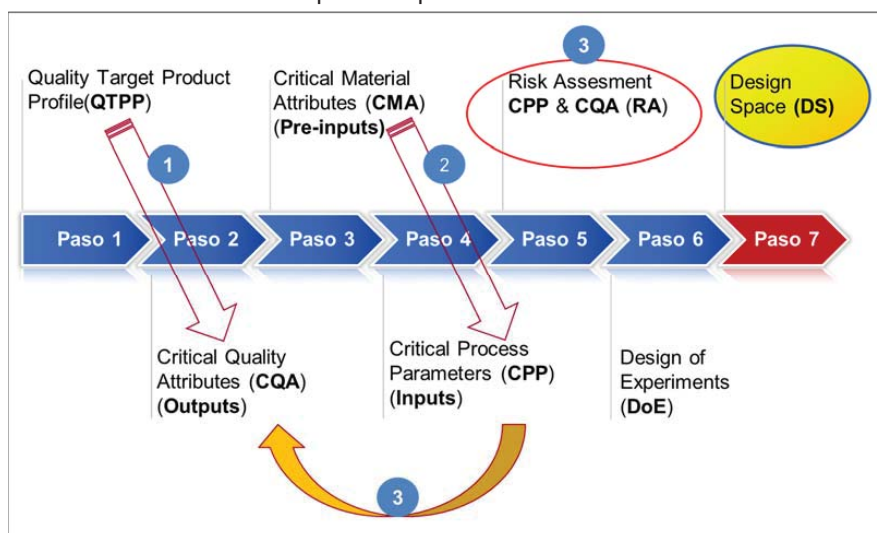 3
Quality Target Product
Profile(QTPP)
Critical Material
Attributes (CMA)
(Pre-inputs)
Risk Assesment
CPP & CQA (RA)
Design
Space (DS)
1
2
Paso 1
Paso 2
Paso 3
Paso 4
Paso 5
Paso 6
Paso 7
Critical Quality
Attributes (CQA)
(Outputs)
Critical Process
Parameters (CPP)
(Inputs)
Design of
Experiments
(DoE)
3